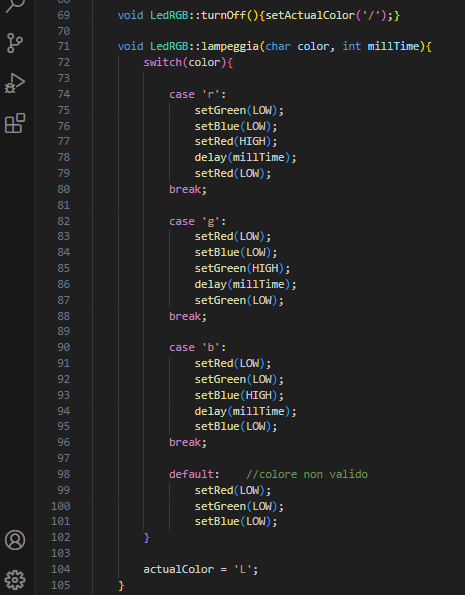 69 void LedRGB::turnOff(){setActualColor('/');}
70
71 void LedRGB::lampeggia(char color, int millTime){
72 switch(color){
73
74 case 'r':
75 setGreen(LOW);
76 setBlue(LOW);
77 setRed(HIGH);
78 delay(millTime);
79 setRed(LOW);
80 break;
81
82 case 'g':
83 setRed(LOW);
84 setBlue(LOW);
85 setGreen(HIGH);
86 delay(millTime);
87 setGreen(LOW);
88 break;
89
90 case 'b':
91 setRed(LOW);
92 setGreen(LOW);
93 setBlue(HIGH);
94 delay(millTime);
95 setBlue(LOW);
96 break;
97
98 default: //colore non valido
99 setRed(LOW);
100 setGreen(LOW);
101 setBlue(LOW);
102 }
103
104 actualColor = 'L';
105 }